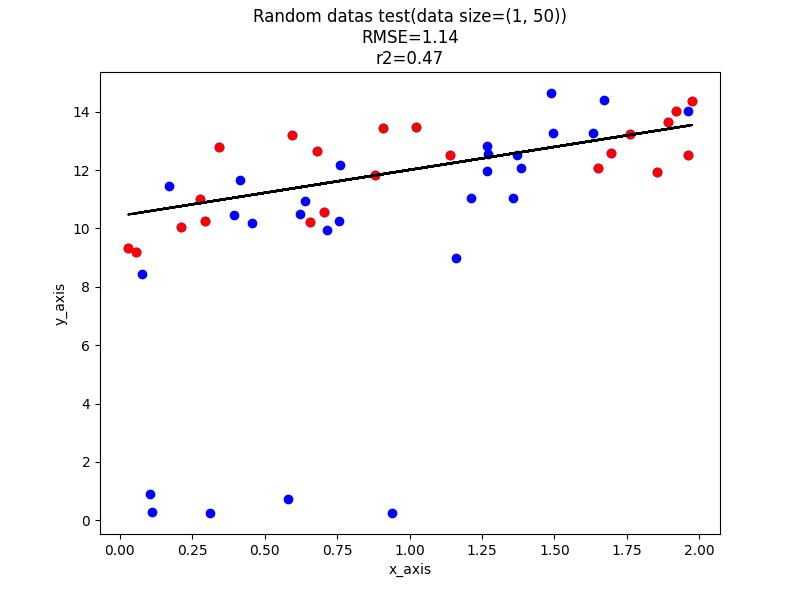 Random datas test(data size=(1, 50))
RMSE=1.14
r2=0.47
14
12
10
8
6
4
2
0
y_axis
0.00 0.25 0.50 0.75 1.00 1.25 1.50 1.75 2.00
x_axis